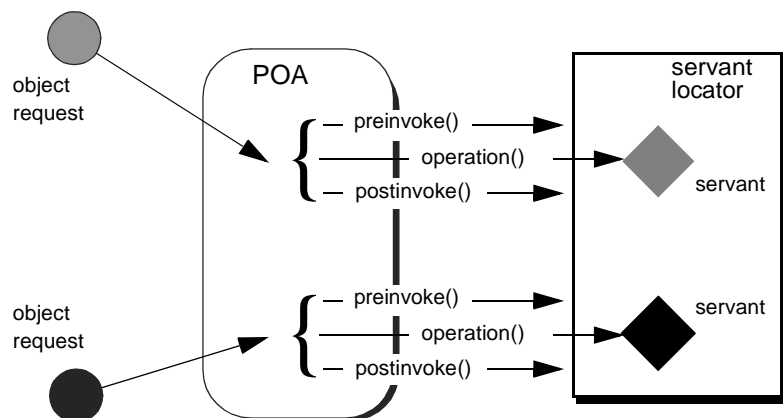 object
request
POA
servant
locator
preinvoke()
operation()
postinvoke()
servant
object
request
preinvoke()
operation()
postinvoke()
servant